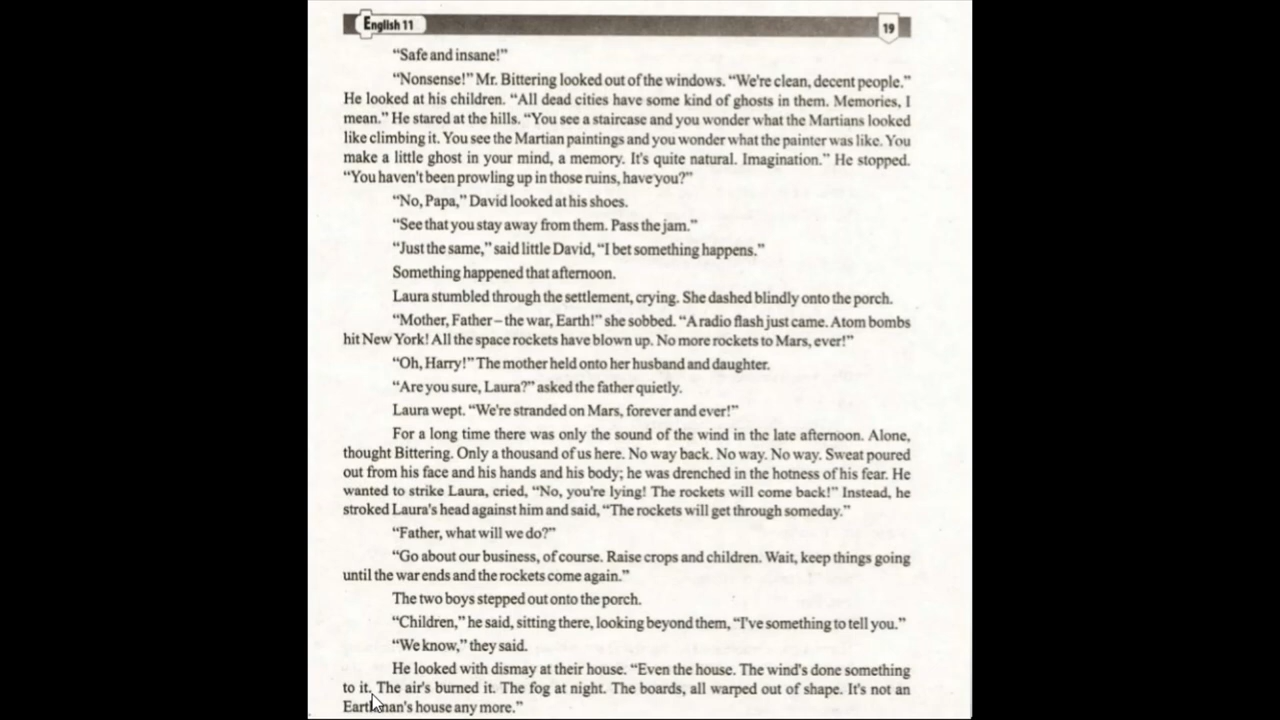 English 11
19
“Safe and insane!”
“Nonsense!” Mr. Bittering looked out of the windows. “We're clean, decent people.”
He looked at his children. “All dead cities have some kind of ghosts in them. Memories, I
mean.” He stared at the hills. “You see a staircase and you wonder what the Martians looked
like climbing it. You see the Martian paintings and you wonder what the painter was like. You
make a little ghost in your mind, a memory. It's quite natural. Imagination.” He stopped.
“You haven't been prowling up in those ruins, have you?”
“No, Papa,” David looked at his shoes.
“See that you stay away from them. Pass the jam.”
“Just the same,” said little David, “I bet something happens.”
Something happened that afternoon.
Laura stumbled through the settlement, crying. She dashed blindly onto the porch.
“Mother, Father – the war, Earth!” she sobbed. “A radio flash just came. Atom bombs
hit New York! All the space rockets have blown up. No more rockets to Mars, ever!”
“Oh, Harry!” The mother held onto her husband and daughter.
“Are you sure, Laura?” asked the father quietly.
Laura wept. “We're stranded on Mars, forever and ever!”
For a long time there was only the sound of the wind in the late afternoon. Alone,
thought Bittering. Only a thousand of us here. No way back. No way. No way. Sweat poured
out from his face and his hands and his body; he was drenched in the hotness of his fear. He
wanted to strike Laura, cried, “No, you're lying! The rockets will come back!” Instead, he
stroked Laura's head against him and said, “The rockets will get through someday.”
“Father, what will we do?”
“Go about our business, of course. Raise crops and children. Wait, keep things going
until the war ends and the rockets come again.”
The two boys stepped out onto the porch.
“Children,” he said, sitting there, looking beyond them, “I've something to tell you.”
“We know,” they said.
He looked with dismay at their house. “Even the house. The wind's done something
to it. The air's burned it. The fog at night. The boards, all warped out of shape. It's not an
Earthman's house any more.”